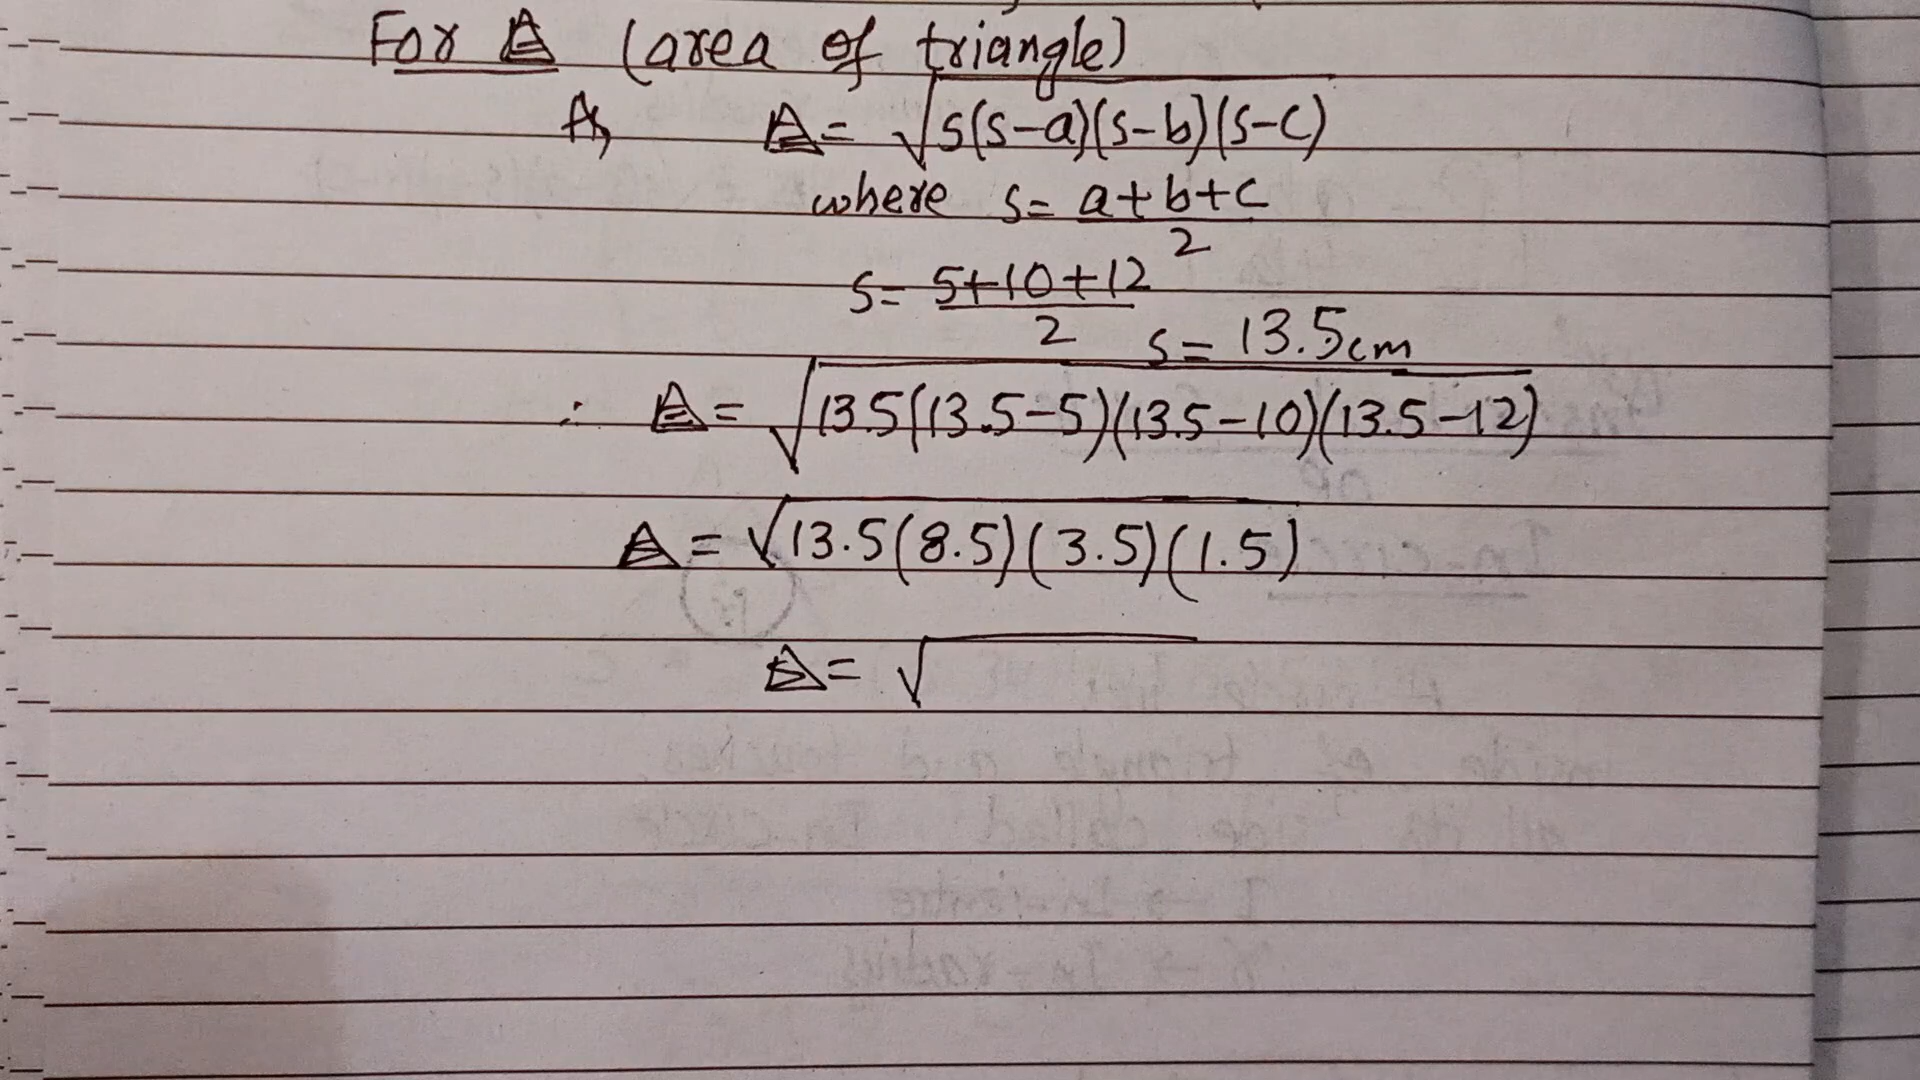 For ∆ (area of triangle)
As, ∆ = √s(s-a)(s-b)(s-c)
where s = a+b+c
2
s = 5+10+12
2
s = 13.5cm
∴ ∆ = √13.5(13.5-5)(13.5-10)(13.5-12)
∆ = √13.5(8.5)(3.5)(1.5)
∆ = √